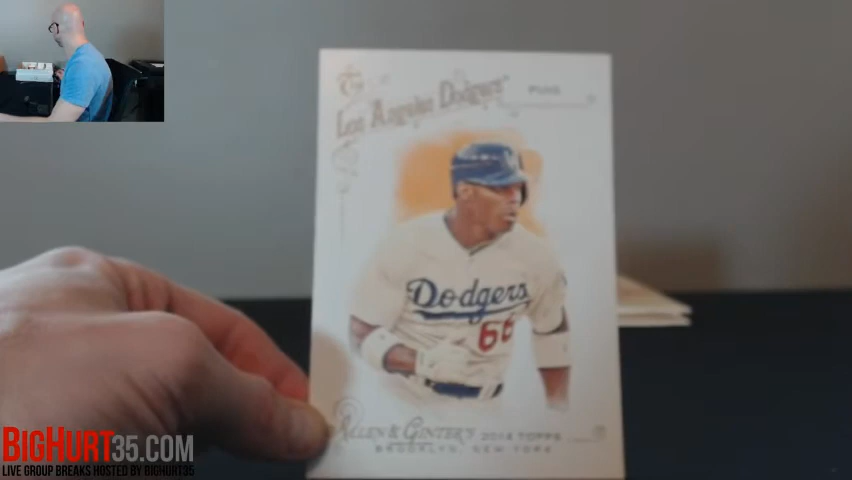 Los Angeles Dodgers
PUIG
Dodgers
66
ALLEN & GINTER'S 2014 TOPPS
BROOKLYN, NEW YORK
BIGHURT35.COM
LIVE GROUP BREAKS HOSTED BY BIGHURT35